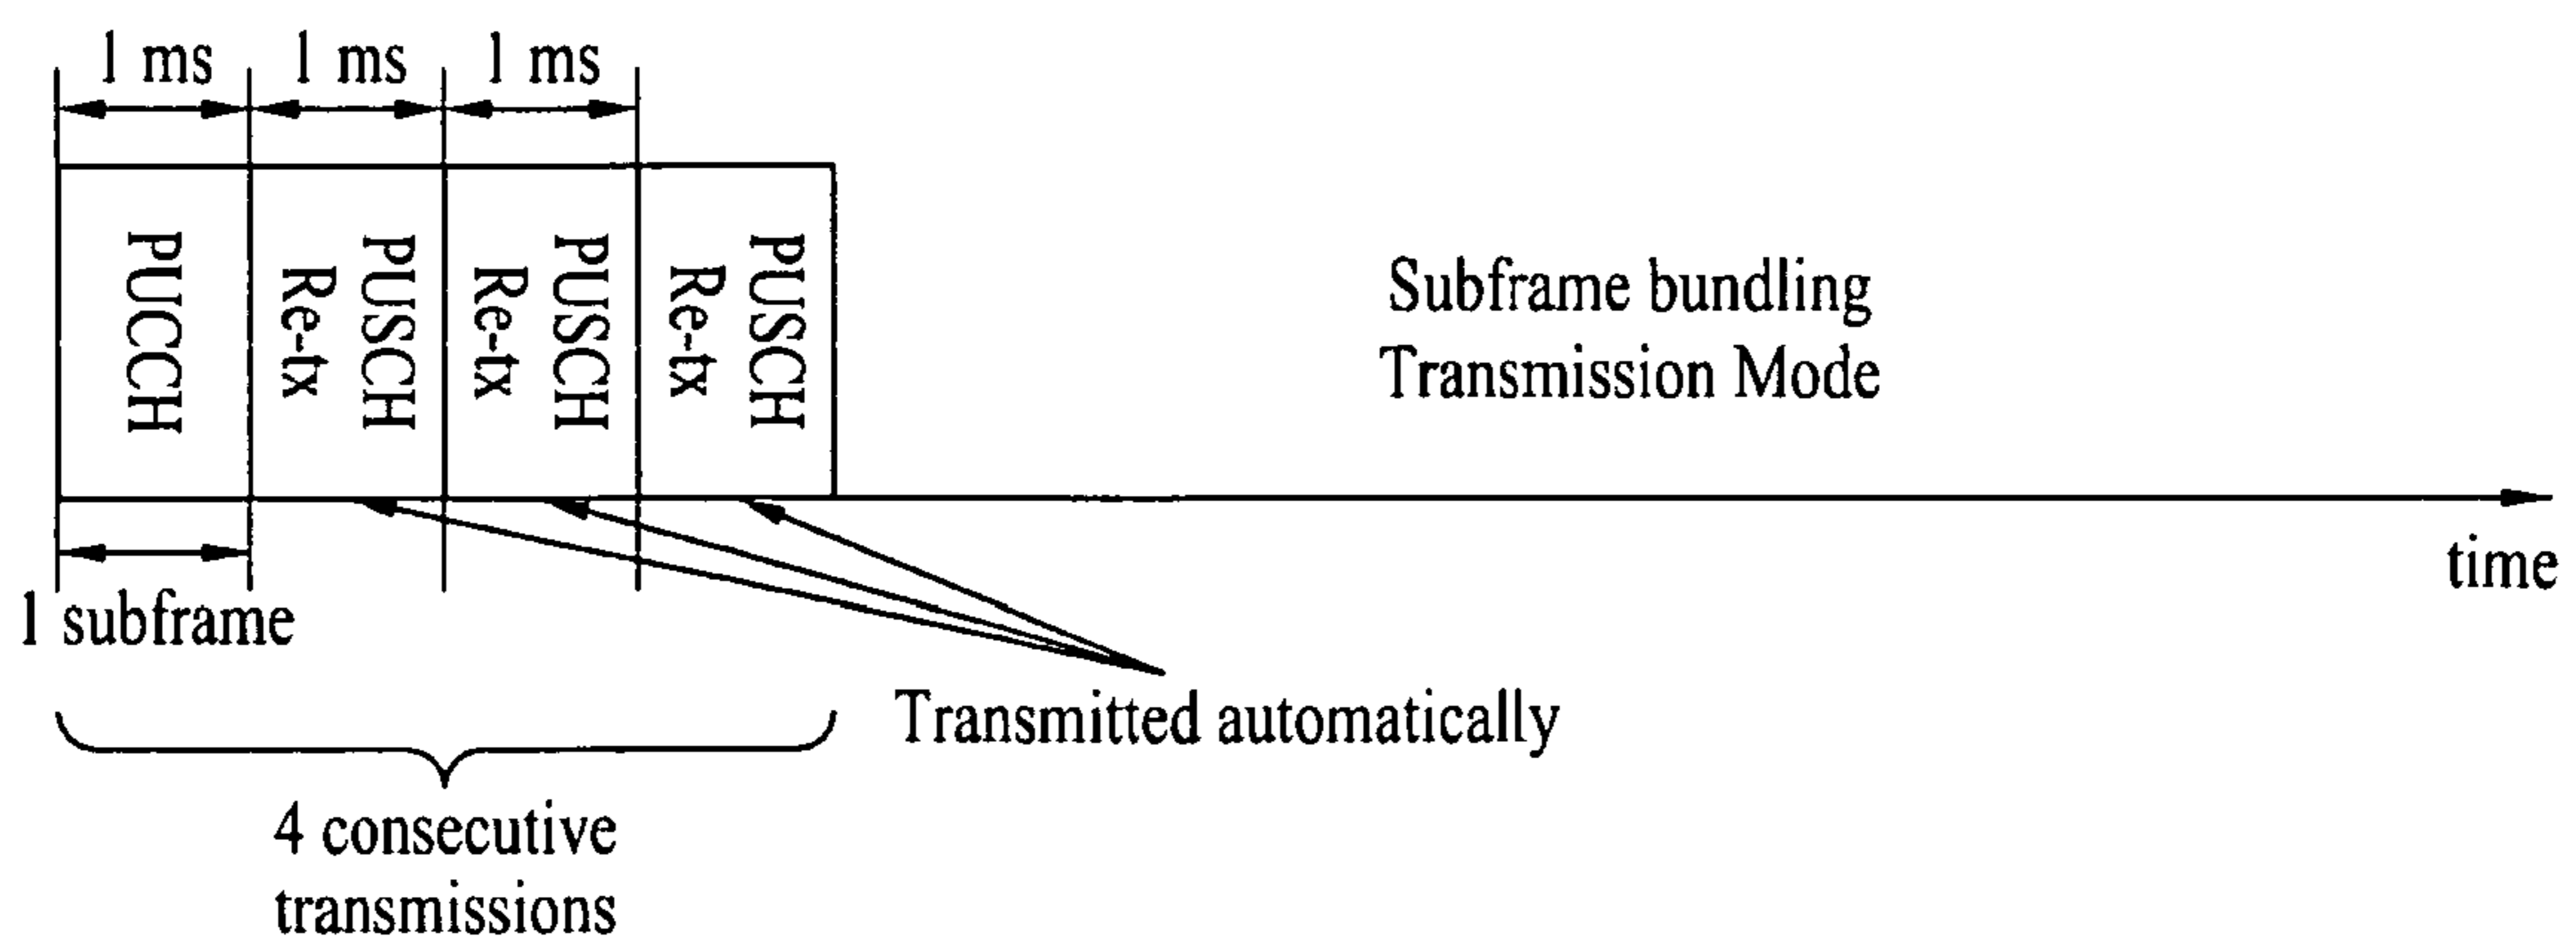 1 ms
1 ms
1 ms
PUCCH
PUSCH
Re-tx
PUSCH
Re-tx
PUSCH
Re-tx
Subframe bundling
Transmission Mode
time
1 subframe
Transmitted automatically
4 consecutive
transmissions